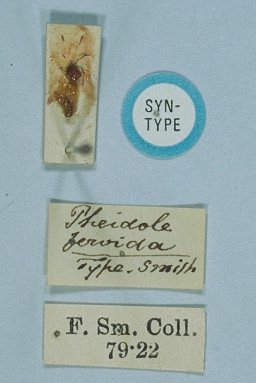 SYN-
TYPE
Pheidole
fervida
Type. Smith
F. Sm. Coll.
79·22